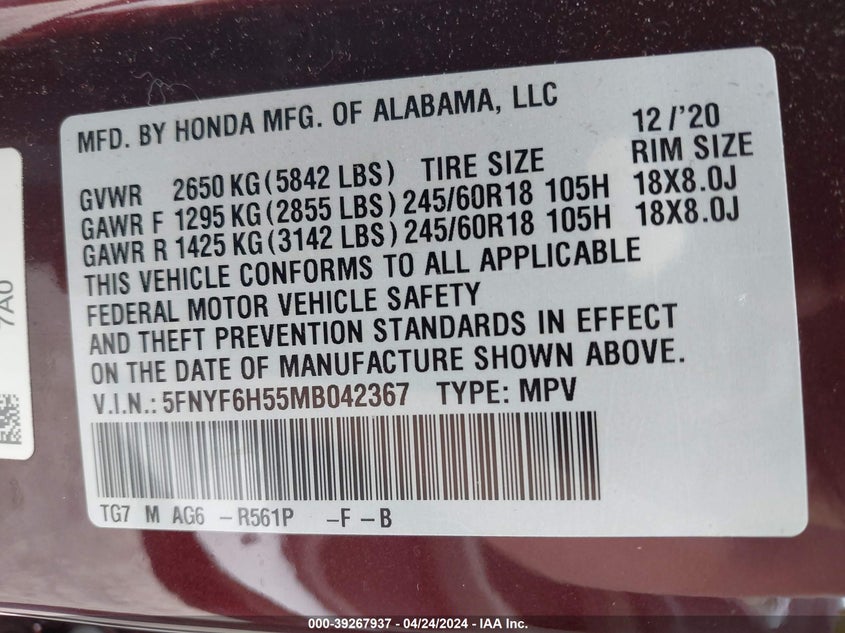 MFD. BY HONDA MFG. OF ALABAMA, LLC 12/'20
GVWR 2650 KG (5842 LBS) TIRE SIZE RIM SIZE
GAWR F 1295 KG (2855 LBS) 245/60R18 105H 18X8.0J
GAWR R 1425 KG (3142 LBS) 245/60R18 105H 18X8.0J
THIS VEHICLE CONFORMS TO ALL APPLICABLE
FEDERAL MOTOR VEHICLE SAFETY
AND THEFT PREVENTION STANDARDS IN EFFECT
ON THE DATE OF MANUFACTURE SHOWN ABOVE.
V.I.N.: 5FNYF6H55MB042367 TYPE: MPV
TG7 M AG6 -R561P -F -B
7A0
000-39267937 - 04/24/2024 - IAA Inc.